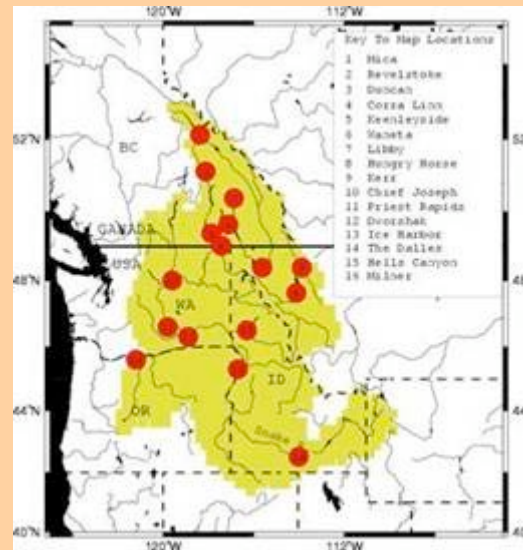 120°W 112°W
Key To Map Locations
1 Mica
2 Revelstoke
3 Duncan
4 Corra Linn
5 Keenleyside
6 Waneta
7 Libby
8 Hungry Horse
9 Kerr
10 Chief Joseph
11 Priest Rapids
12 Dworshak
13 Ice Harbor
14 The Dalles
15 Hells Canyon
16 Milner
52°N
BC
CANADA
USA
48°N
WA
ID
44°N
OR
Snake
40°N
120°W 112°W